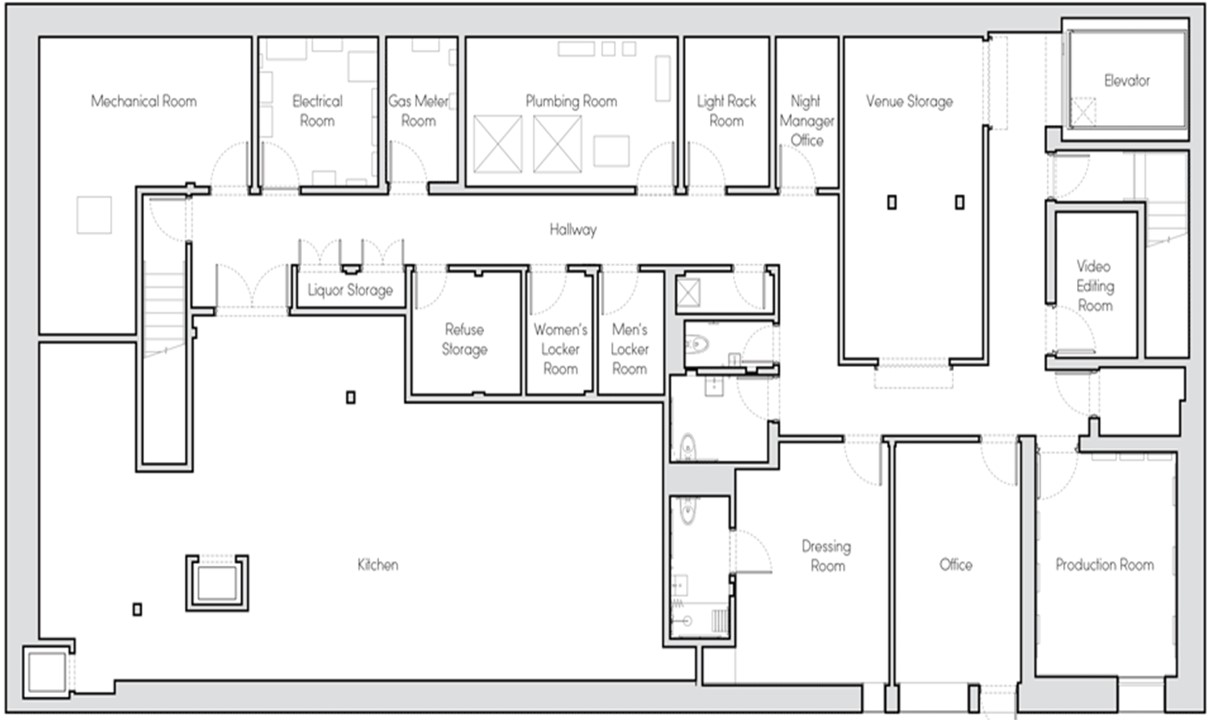 Mechanical Room
Electrical
Room
Gas Meter
Room
Plumbing Room
Light Rack
Room
Night
Manager
Office
Venue Storage
Elevator
Hallway
Liquor Storage
Refuse
Storage
Women's
Locker
Room
Men's
Locker
Room
Video
Editing
Room
Kitchen
Dressing
Room
Office
Production Room